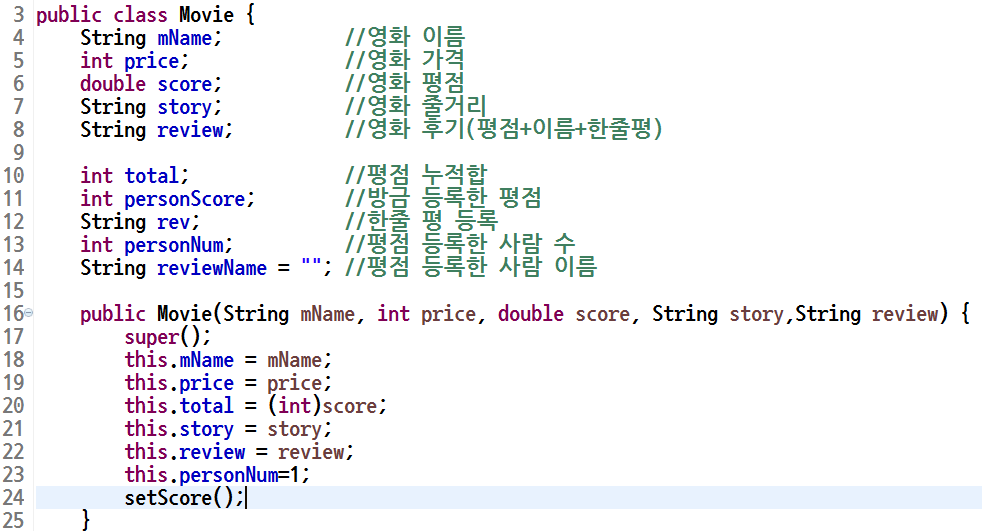 3 public class Movie {
4     String mName;           //영화 이름
5     int price;              //영화 가격
6     double score;           //영화 평점
7     String story;           //영화 줄거리
8     String review;          //영화 후기(평점+이름+한줄평)
9
10     int total;              //평점 누적합
11     int personScore;        //방금 등록한 평점
12     String rev;             //한줄 평 등록
13     int personNum;          //평점 등록한 사람 수
14     String reviewName = ""; //평점 등록한 사람 이름
15
16     public Movie(String mName, int price, double score, String story,String review) {
17         super();
18         this.mName = mName;
19         this.price = price;
20         this.total = (int)score;
21         this.story = story;
22         this.review = review;
23         this.personNum=1;
24         setScore();
25     }